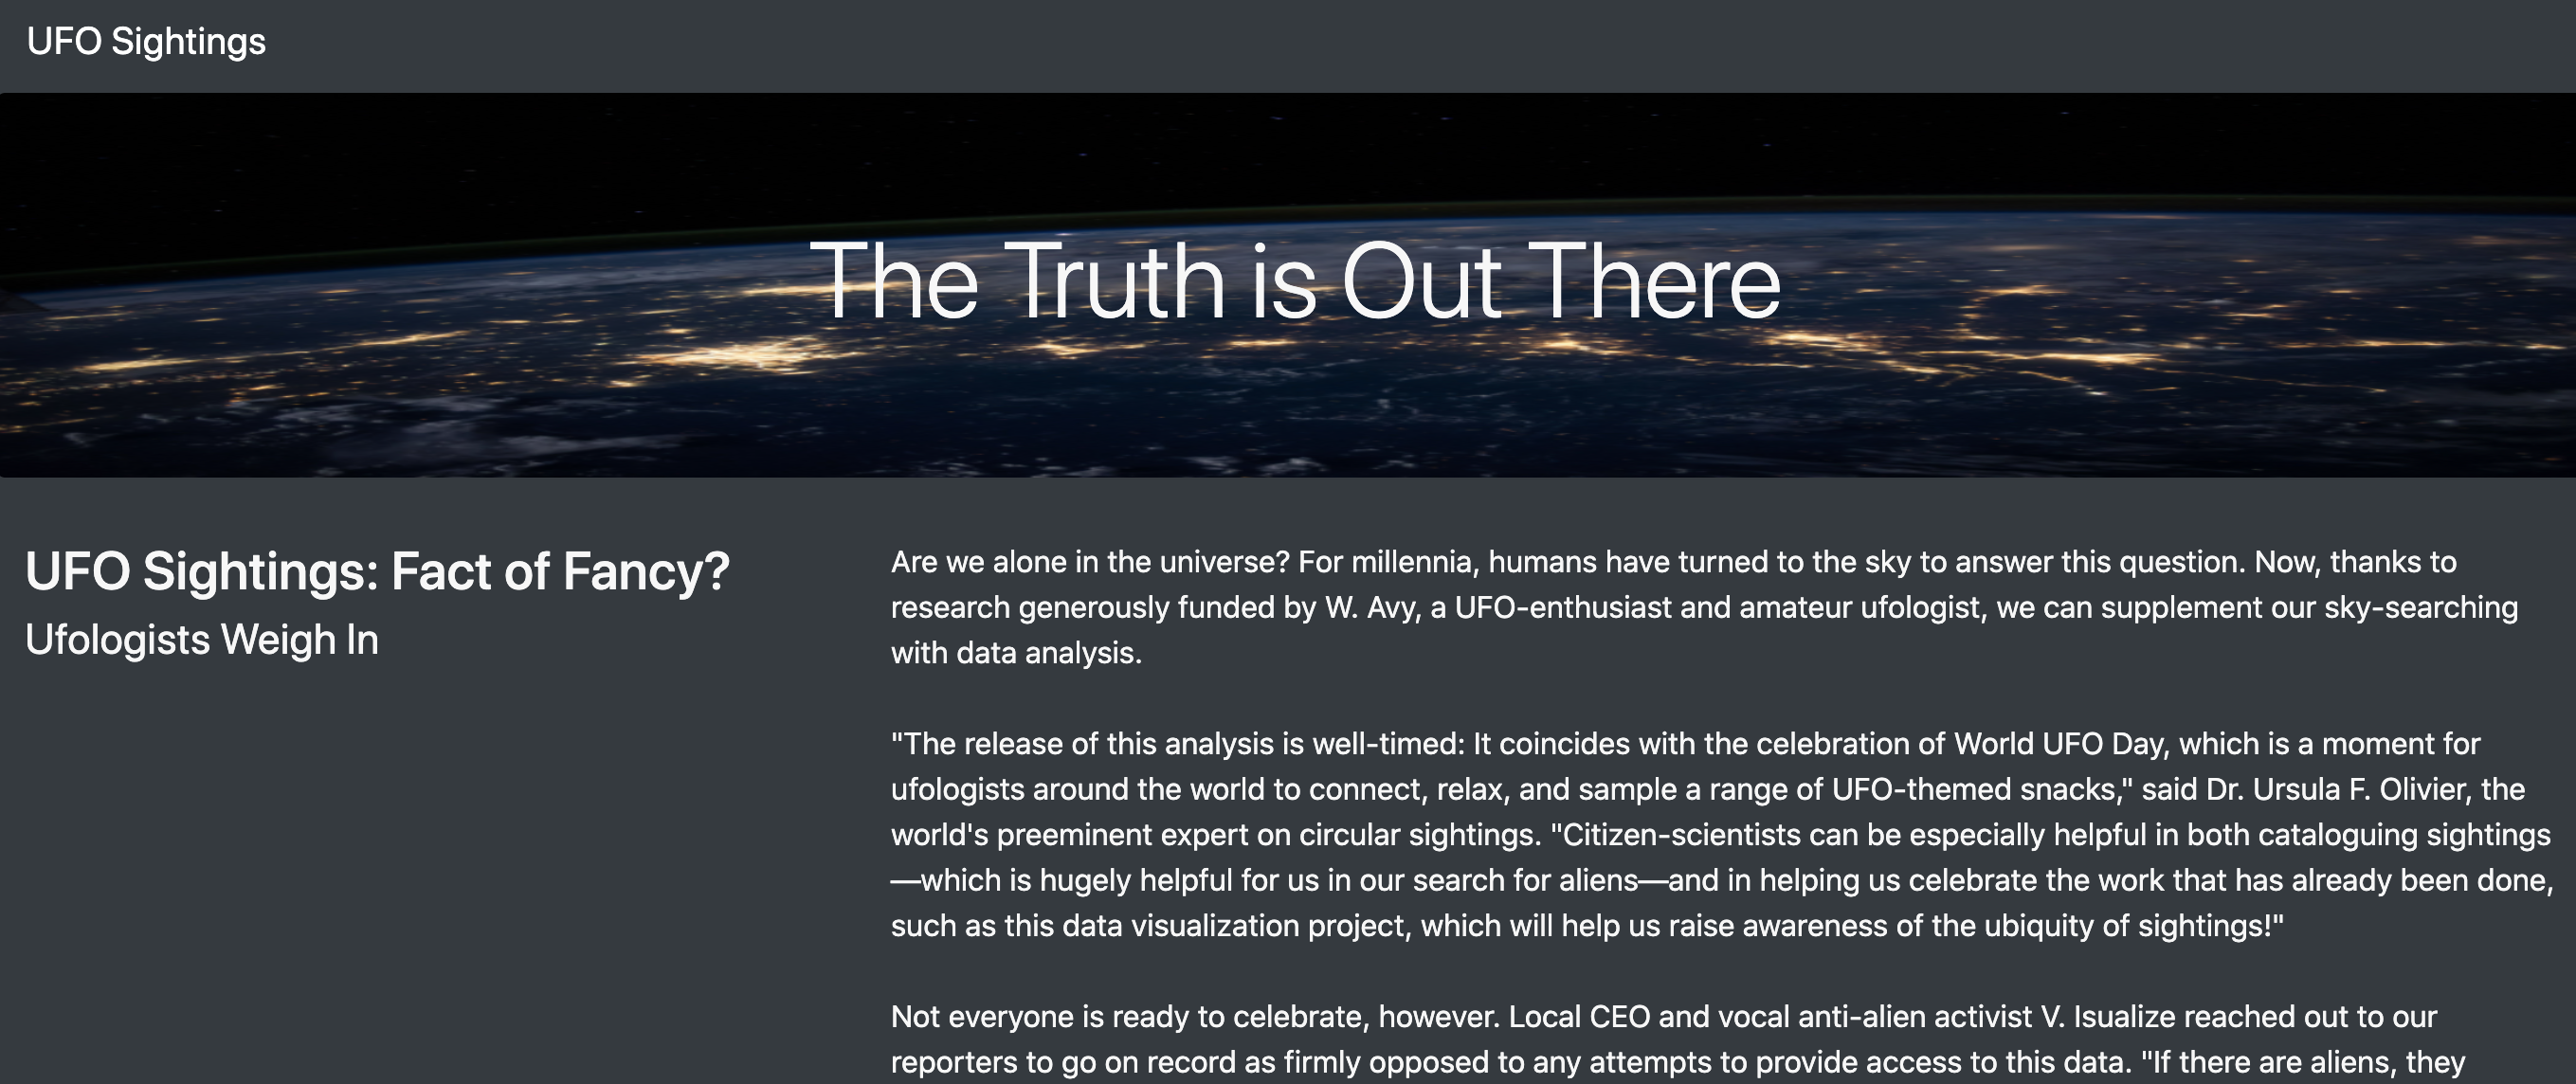 UFO Sightings
The Truth is Out There
UFO Sightings: Fact of Fancy?
Ufologists Weigh In
Are we alone in the universe? For millennia, humans have turned to the sky to answer this question. Now, thanks to
research generously funded by W. Avy, a UFO-enthusiast and amateur ufologist, we can supplement our sky-searching
with data analysis.
"The release of this analysis is well-timed: It coincides with the celebration of World UFO Day, which is a moment for
ufologists around the world to connect, relax, and sample a range of UFO-themed snacks," said Dr. Ursula F. Olivier, the
world's preeminent expert on circular sightings. "Citizen-scientists can be especially helpful in both cataloguing sightings
—which is hugely helpful for us in our search for aliens—and in helping us celebrate the work that has already been done,
such as this data visualization project, which will help us raise awareness of the ubiquity of sightings!"
Not everyone is ready to celebrate, however. Local CEO and vocal anti-alien activist V. Isualize reached out to our
reporters to go on record as firmly opposed to any attempts to provide access to this data. "If there are aliens, they